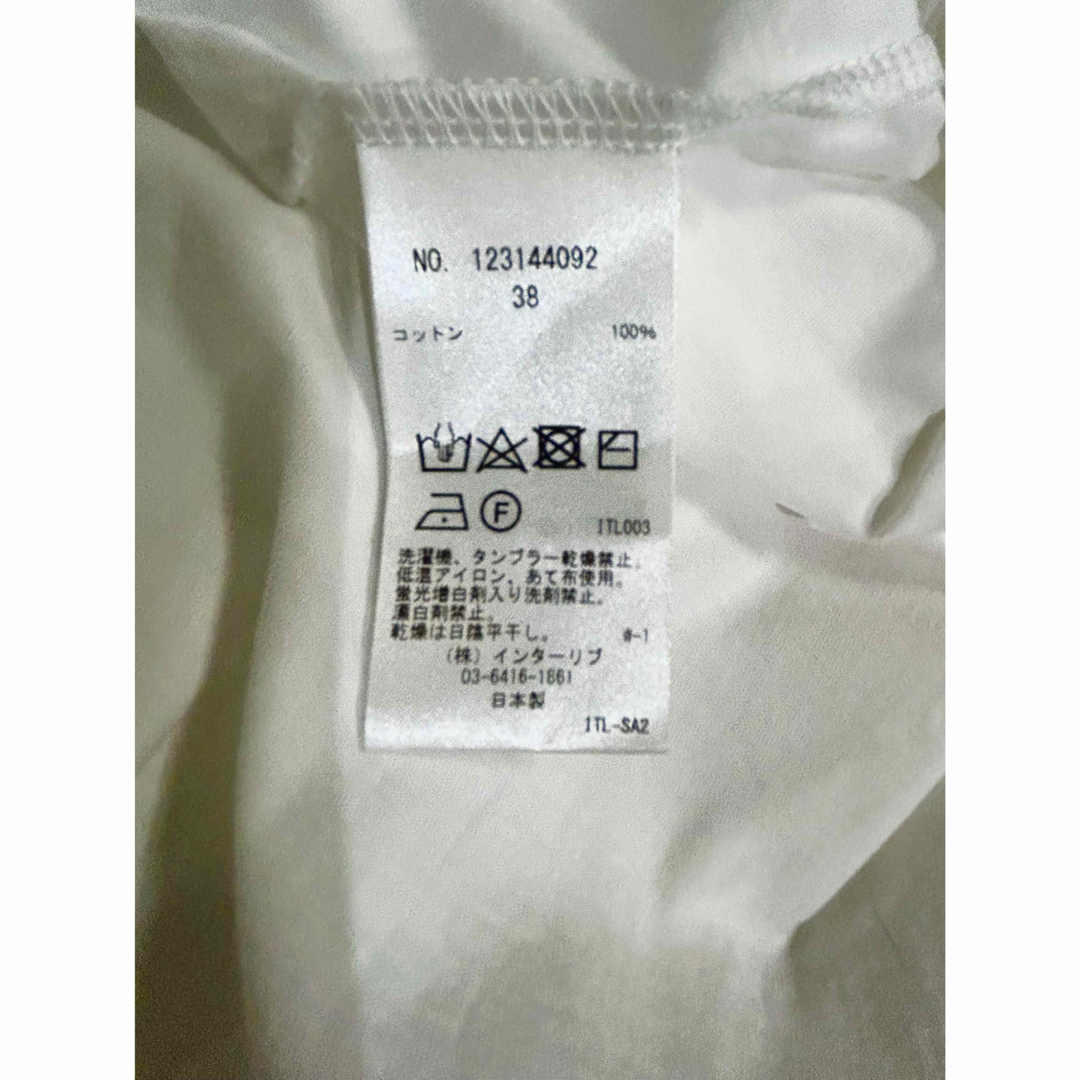 NO. 123144092
38
コットン 100%
F
ITL003
洗濯機、タンブラー乾燥禁止。
低温アイロン、あて布使用。
蛍光増白剤入り洗剤禁止。
漂白剤禁止。
乾燥は日陰平干し。 #-1
(株) インターリブ
03-6416-1861
日本製
ITL-SA2